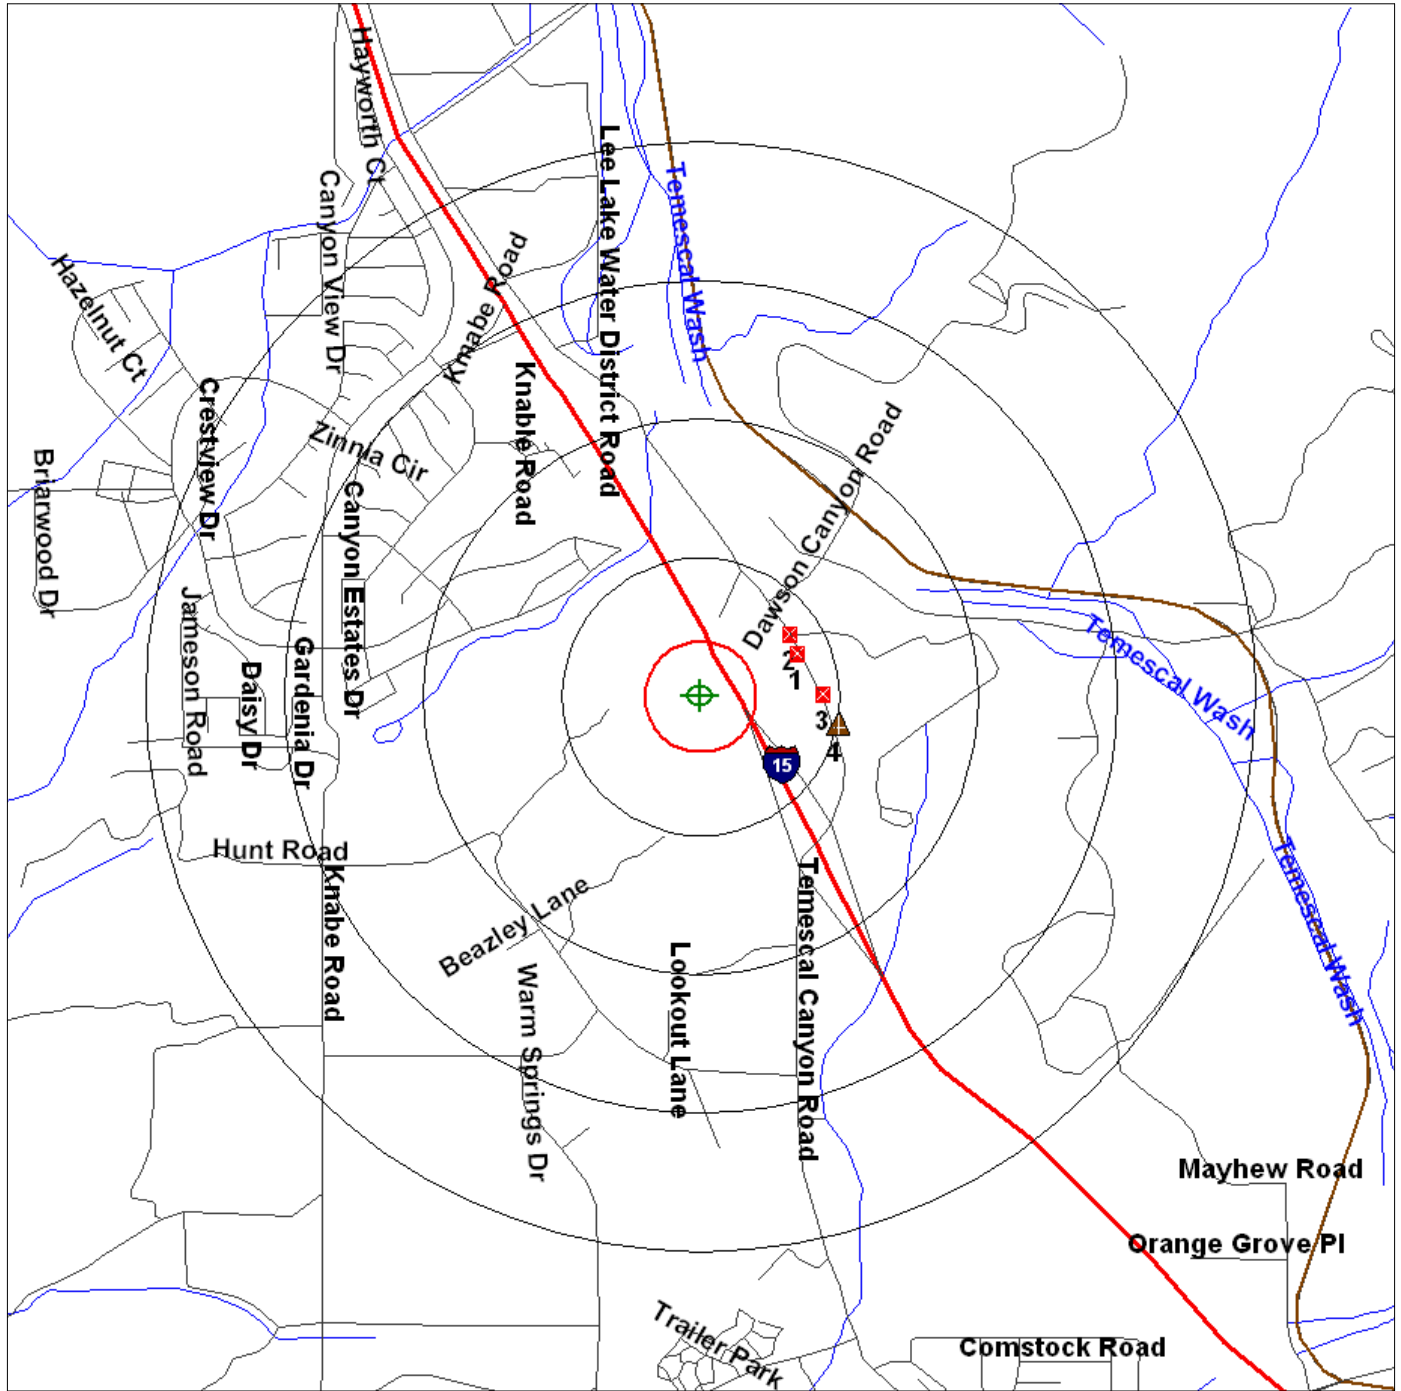 Hayworth Ct
Lee Lake Water District Road
Temescal Wash
Canyon View Dr
Knabe Road
Hazelnut Ct
Knable Road
Crestview Dr
Zinnia Cir
Dawson Canyon Road
Briarwood Dr
Canyon Estates Dr
Jameson Road
Daisy Dr
Gardenia Dr
2
1
3
4
15
Temescal Wash
Hunt Road
Knabe Road
Beazley Lane
Warm Springs Dr
Lookout Lane
Temescal Canyon Road
Temescal Wash
Mayhew Road
Orange Grove Pl
Trailer Park
Comstock Road